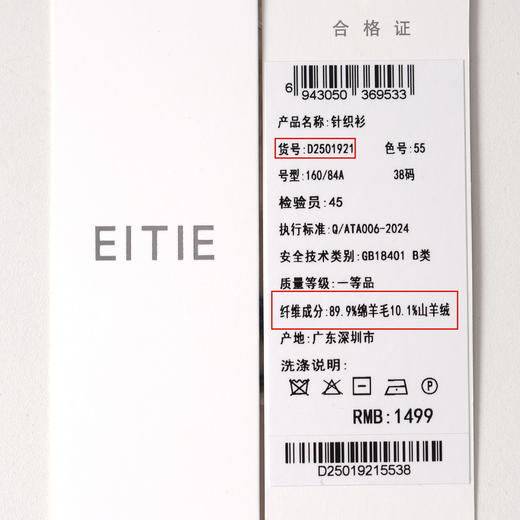 EITIE
合格证
6 943050 369533
产品名称:针织衫
货号:D2501921 色号:55
号型:160/84A 38码
检验员:45
执行标准:Q/ATA006-2024
安全技术类别:GB18401 B类
质量等级:一等品
纤维成分:89.9%绵羊毛10.1%山羊绒
产地:广东深圳市
洗涤说明:
P
RMB:1499
D25019215538